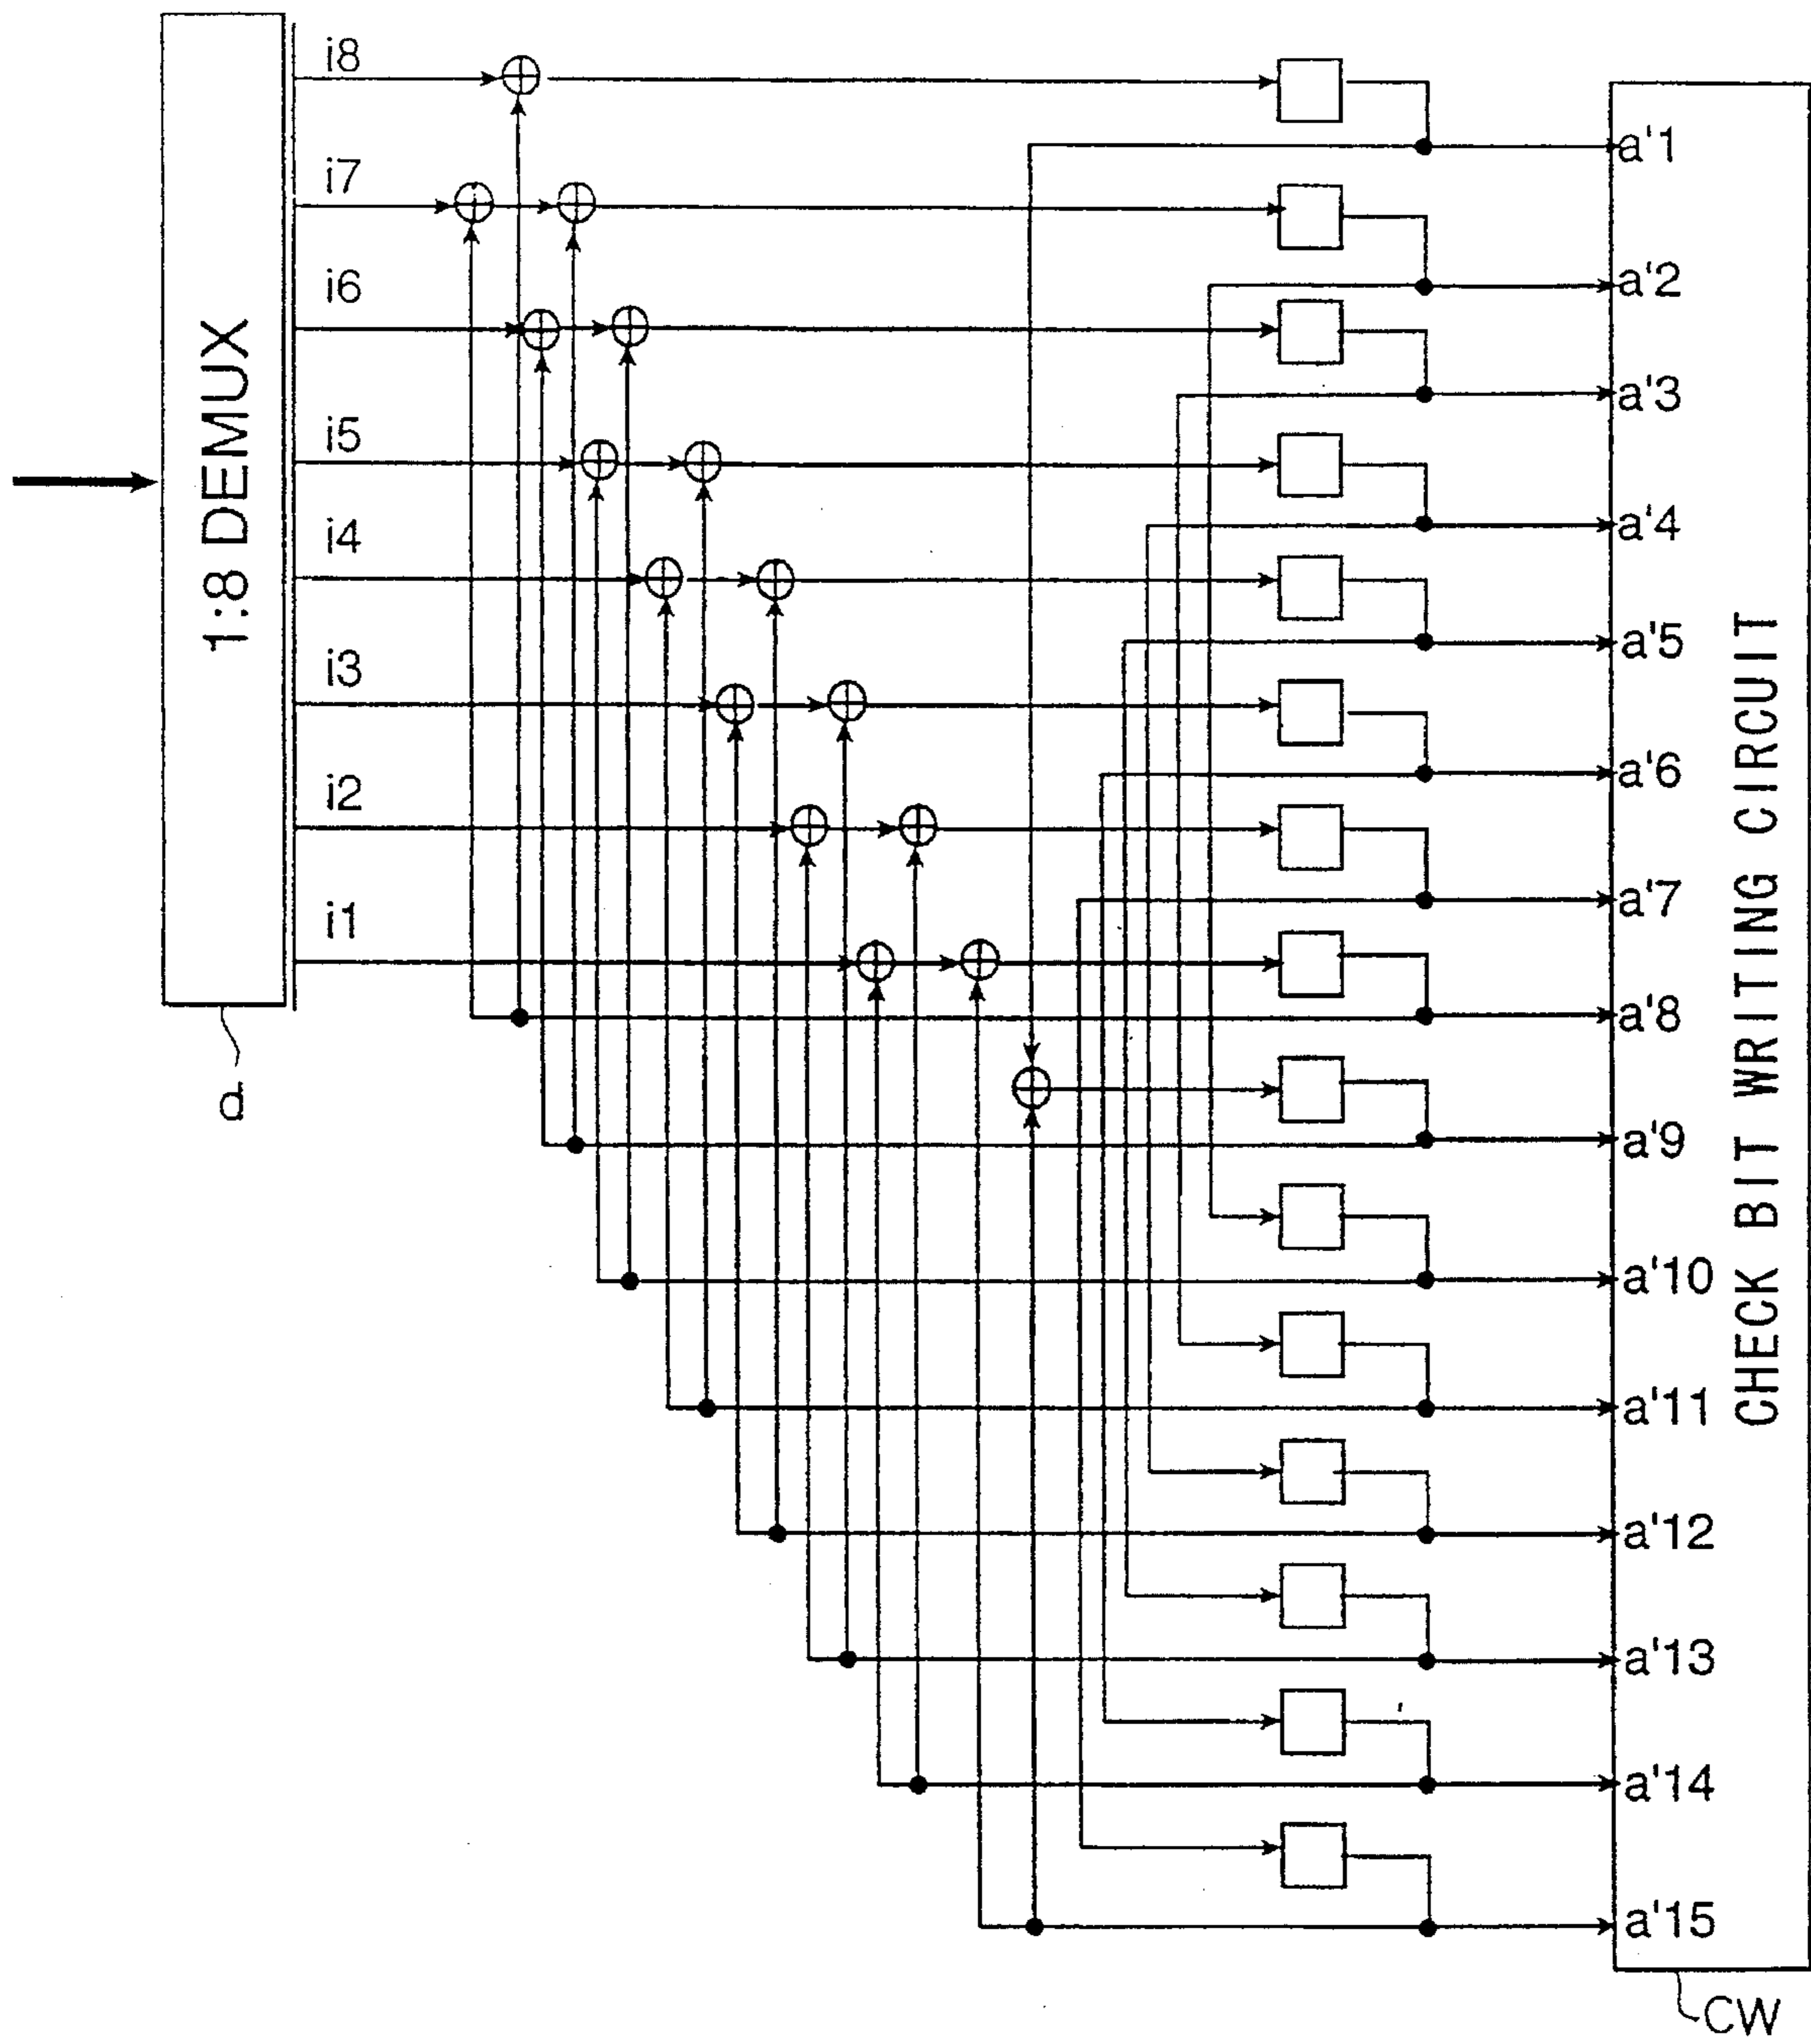 1:8 DEMUX
i8
i7
i6
i5
i4
i3
i2
i1
d
a'1
a'2
a'3
a'4
a'5
a'6
a'7
a'8
a'9
a'10
a'11
a'12
a'13
a'14
a'15
CHECK BIT WRITING CIRCUIT
CW